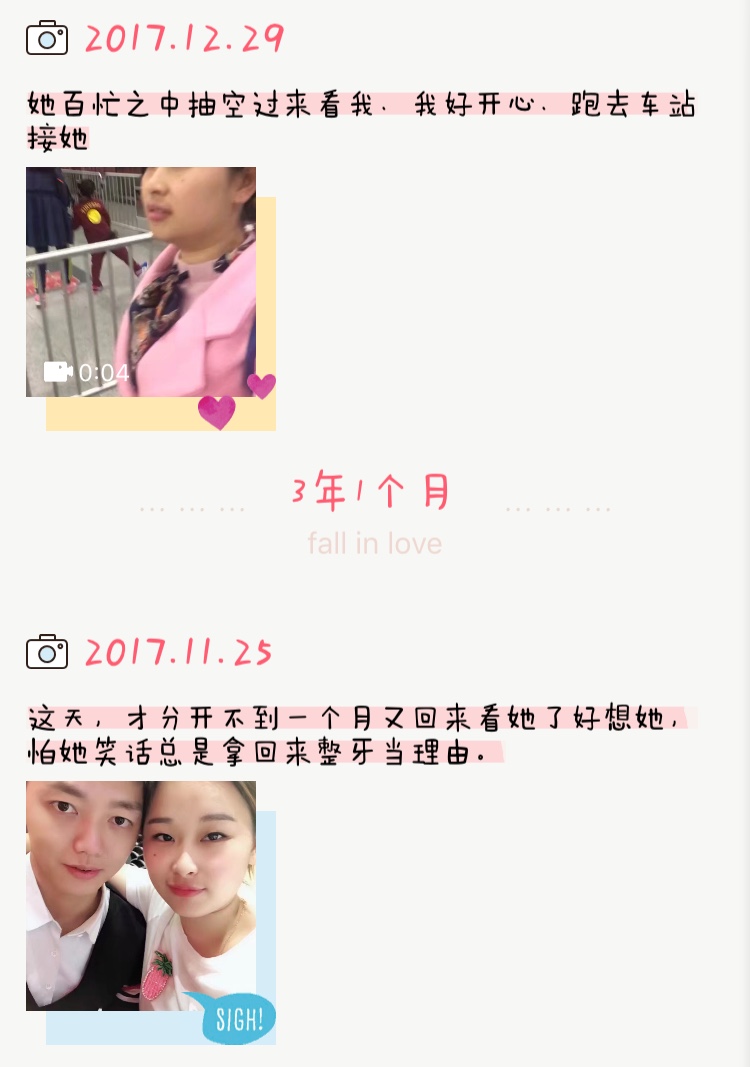 2017.12.29
她百忙之中抽空过来看我．我好开心．跑去车站
接她
0:04
... ... ... 3年1个月 ... ... ...
fall in love
2017.11.25
这天，才分开不到一个月又回来看她了好想她，
怕她笑话总是拿回来整牙当理由。
SIGH!